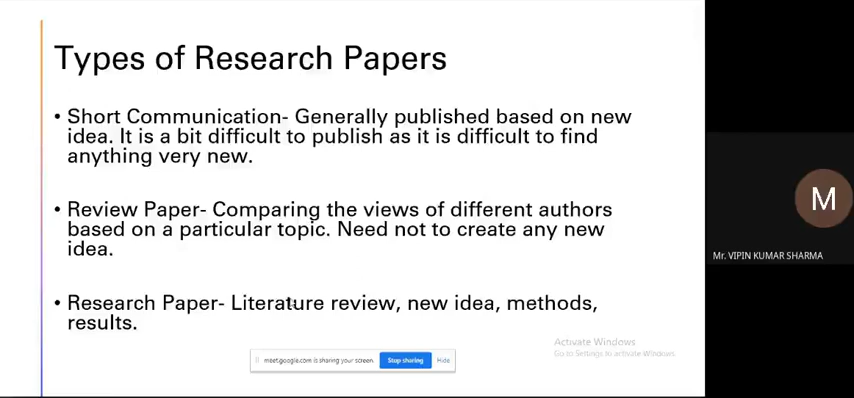 Types of Research Papers
• Short Communication- Generally published based on new
idea. It is a bit difficult to publish as it is difficult to find
anything very new.
• Review Paper- Comparing the views of different authors
based on a particular topic. Need not to create any new
idea.
• Research Paper- Literature review, new idea, methods,
results.
meet.google.com is sharing your screen. Stop sharing Hide
Activate Windows
Go to Settings to activate Windows.
M
Mr. VIPIN KUMAR SHARMA